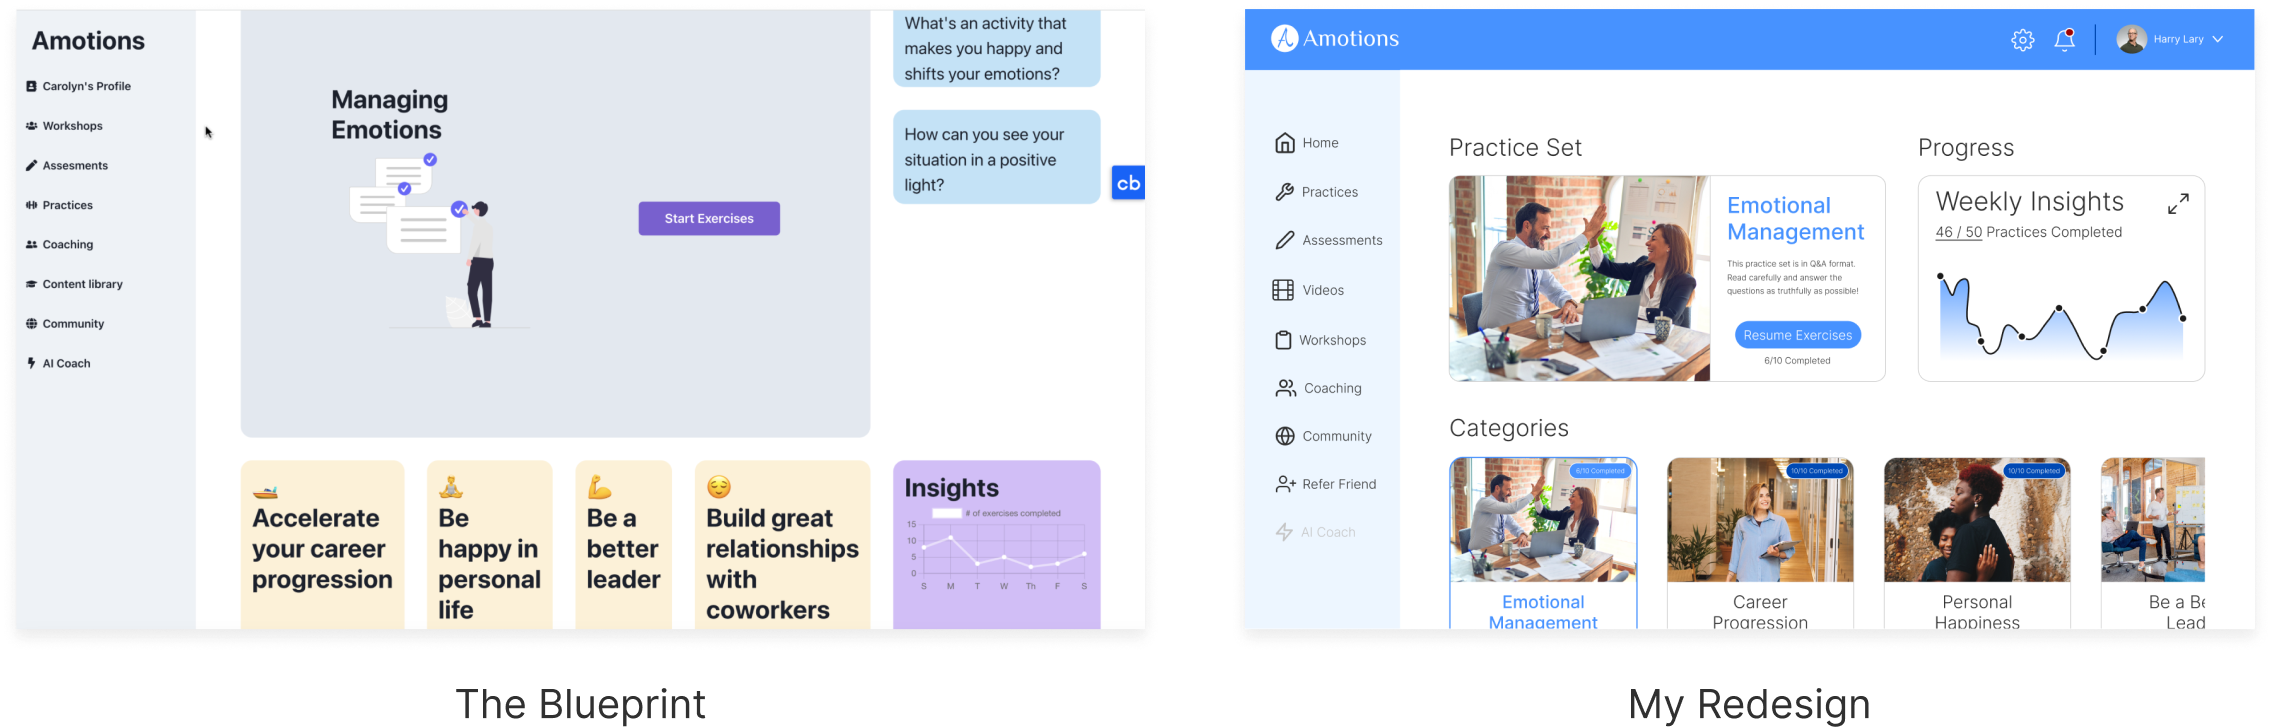 Amotions
Carolyn's Profile
Workshops
Assesments
Practices
Coaching
Content library
Community
AI Coach
Managing
Emotions
Start Exercises
What's an activity that
makes you happy and
shifts your emotions?
How can you see your
situation in a positive
light?
cb
Accelerate
your career
progression
Be
happy in
personal
life
Be a
better
leader
Build great
relationships
with
coworkers
Insights
# of exercises completed
15
10
5
0
S M T W Th F S
The Blueprint
A Amotions
Harry Lary
Home
Practices
Assessments
Videos
Workshops
Coaching
Community
Refer Friend
AI Coach
Practice Set
Emotional
Management
This practice set is in Q&A format.
Read carefully and answer the
questions as truthfully as possible!
Resume Exercises
6/10 Completed
Progress
Weekly Insights
46 / 50 Practices Completed
Categories
6/10 Completed
Emotional
Management
10/10 Completed
Career
Progression
10/10 Completed
Personal
Happiness
Be a Be
Lead
My Redesign